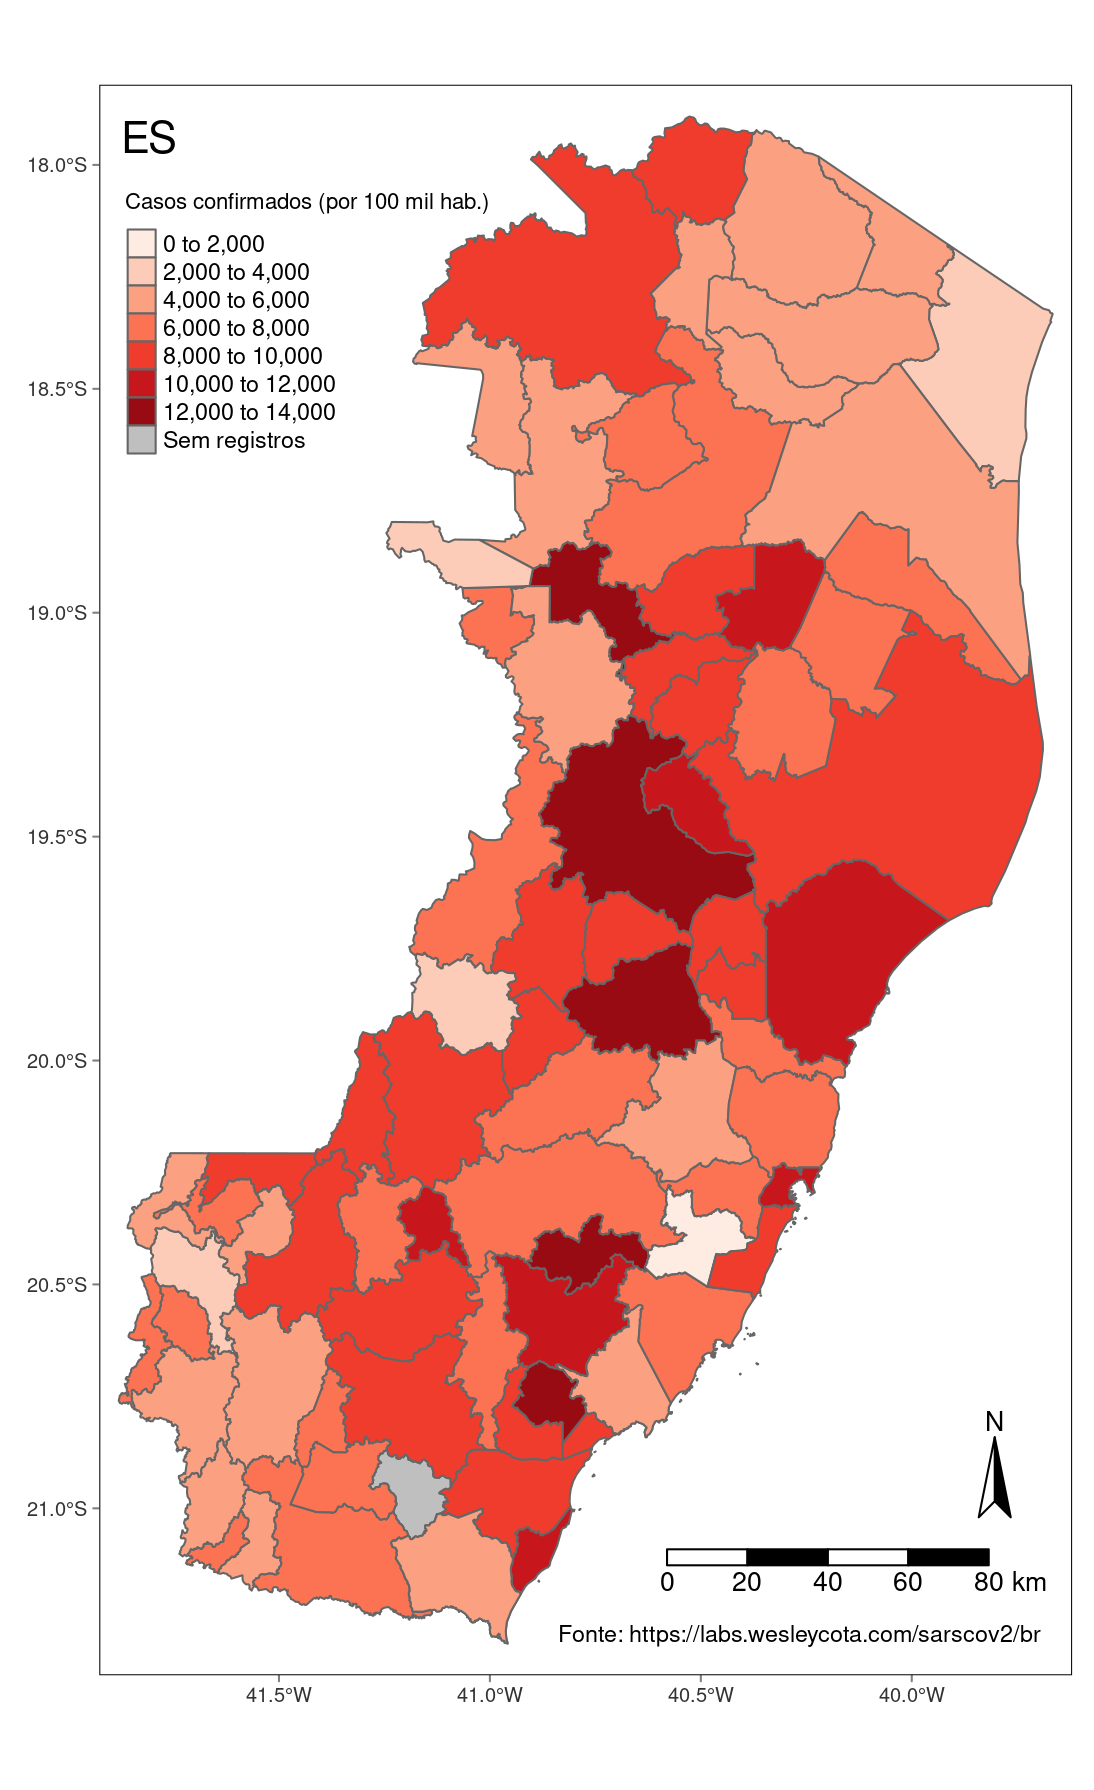 ES
Casos confirmados (por 100 mil hab.)
0 to 2,000
2,000 to 4,000
4,000 to 6,000
6,000 to 8,000
8,000 to 10,000
10,000 to 12,000
12,000 to 14,000
Sem registros
18.0°S
18.5°S
19.0°S
19.5°S
20.0°S
20.5°S
21.0°S
N
0 20 40 60 80 km
Fonte: https://labs.wesleycota.com/sarscov2/br
41.5°W 41.0°W 40.5°W 40.0°W